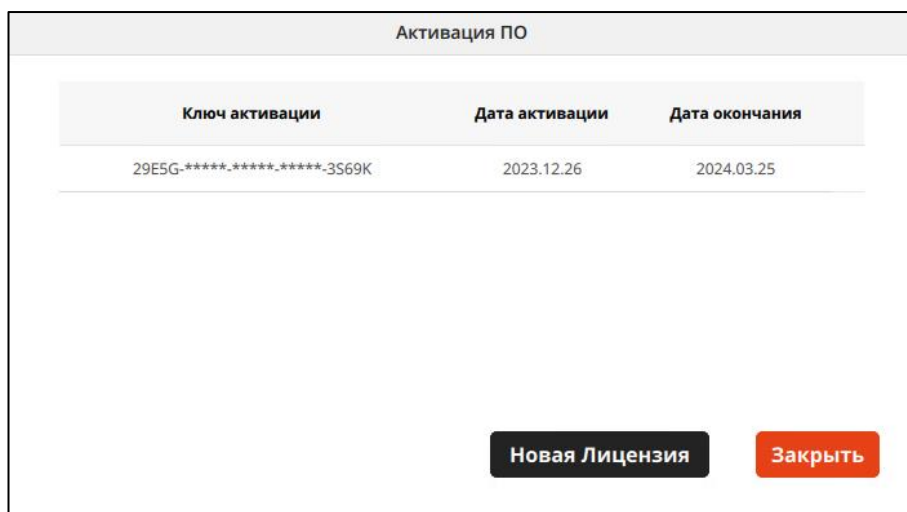 Активация ПО
Ключ активации Дата активации Дата окончания
29E5G-*****-*****-*****-3S69K 2023.12.26 2024.03.25
Новая Лицензия Закрыть